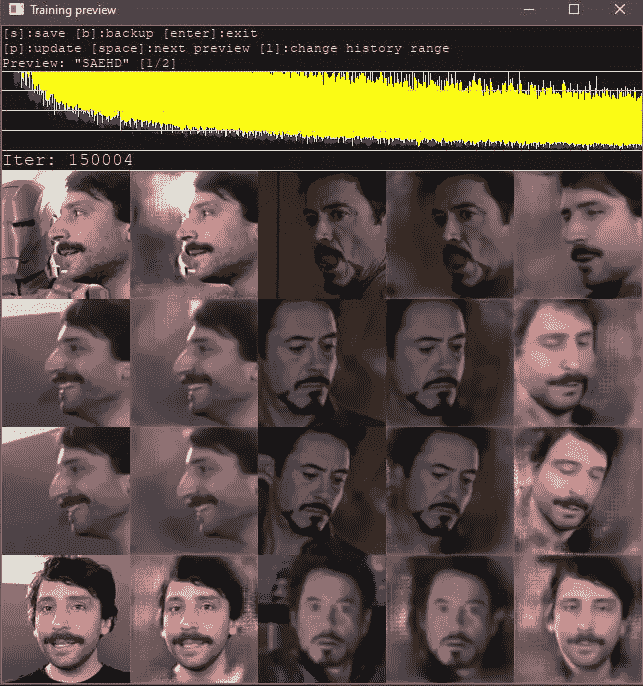 Training preview
[s]:save [b]:backup [enter]:exit
[p]:update [space]:next preview [l]:change history range
Preview: "SAEHD" [1/2]
Iter: 150004